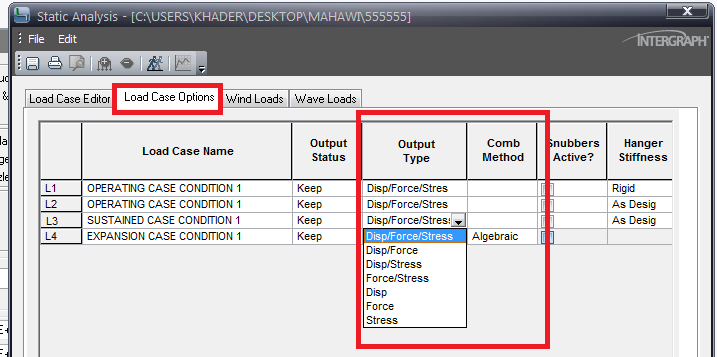 Static Analysis - [C:\USERS\KHADER\DESKTOP\MAHAWI\555555]
File Edit
INTERGRAPH
Load Case Editor Load Case Options Wind Loads Wave Loads
Load Case Name Output Status Output Type Comb Method Snubbers Active? Hanger Stiffness
L1 OPERATING CASE CONDITION 1 Keep Disp/Force/Stres Rigid
L2 OPERATING CASE CONDITION 1 Keep Disp/Force/Stres As Desig
L3 SUSTAINED CASE CONDITION 1 Keep Disp/Force/Stress As Desig
L4 EXPANSION CASE CONDITION 1 Keep Disp/Force/Stress Algebraic
Disp/Force
Disp/Stress
Force/Stress
Disp
Force
Stress